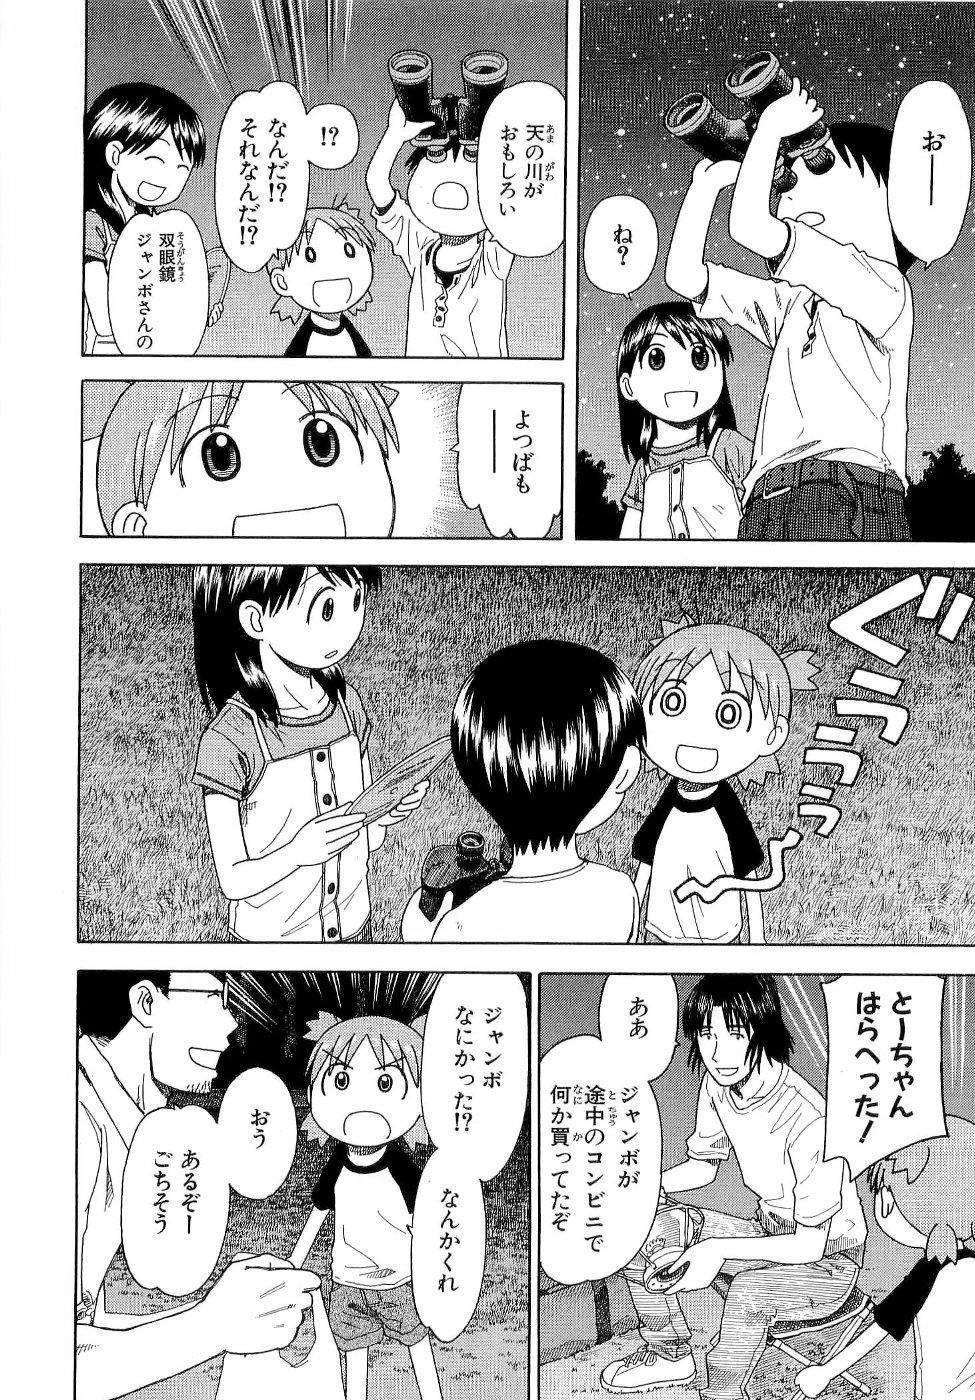 おー
ね?
天の川が
おもしろい
!?
なんだ!?
それなんだ!?
双眼鏡
ジャンボさんの
よつばもー
ぐぅぅぅ〜
とーちゃん
はらへった!
ああ
ジャンボが
途中のコンビニで
何か買ってたぞ
ジャンボ
なにかった!?
なんかくれ
おう
あるぞー
ごちそう